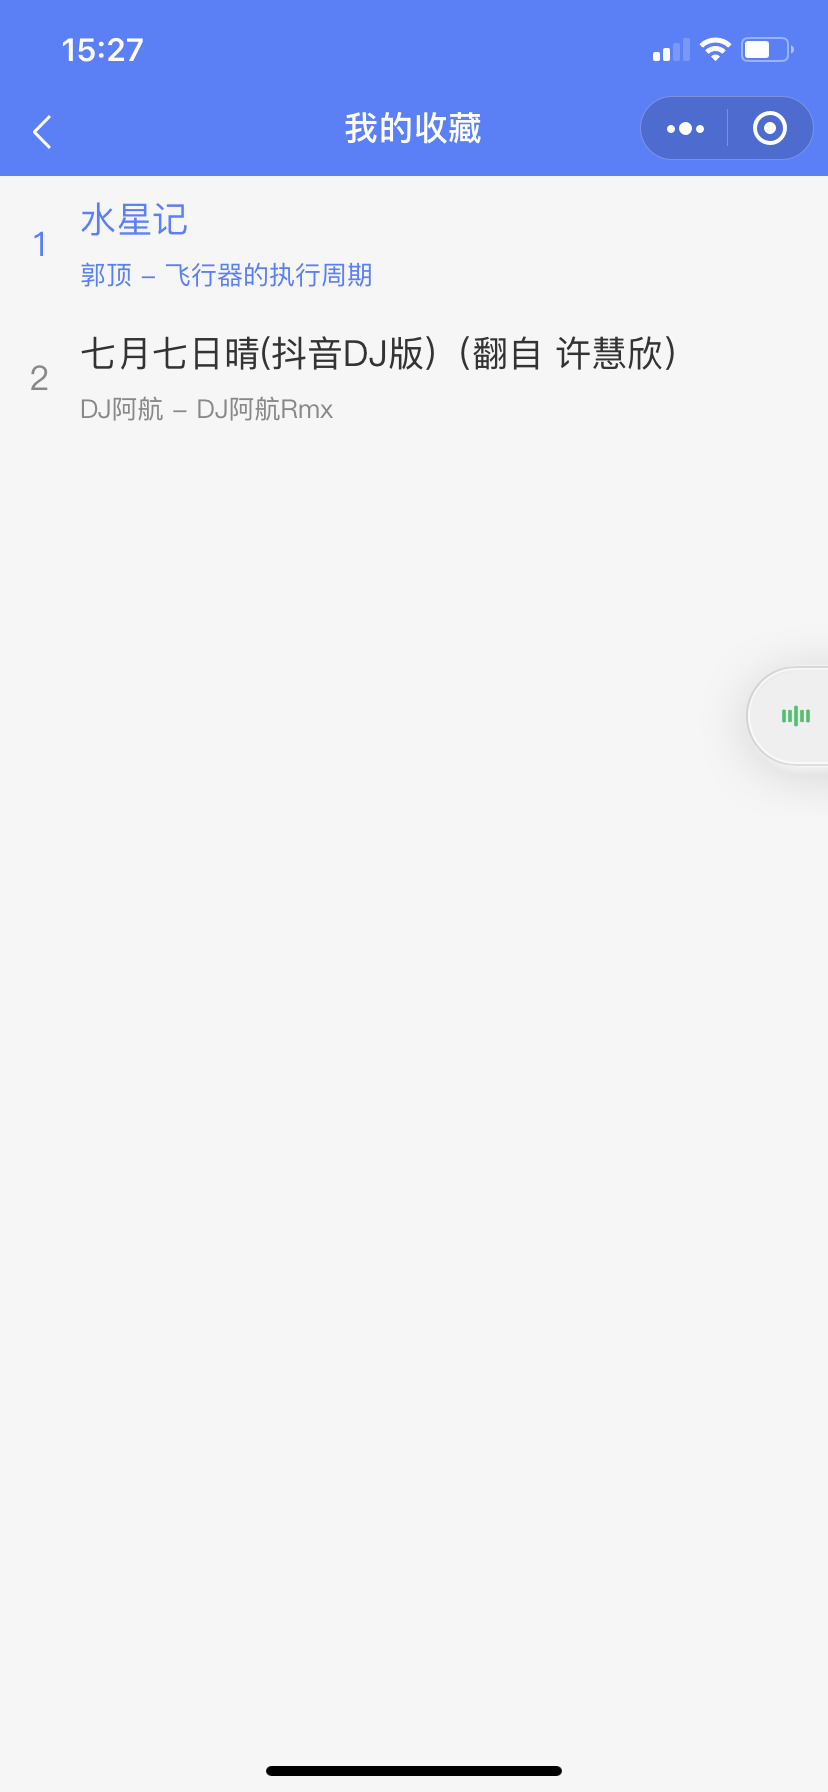 15:27
我的收藏
1
水星记
郭顶 – 飞行器的执行周期
2
七月七日晴(抖音DJ版)（翻自 许慧欣）
DJ阿航 – DJ阿航Rmx